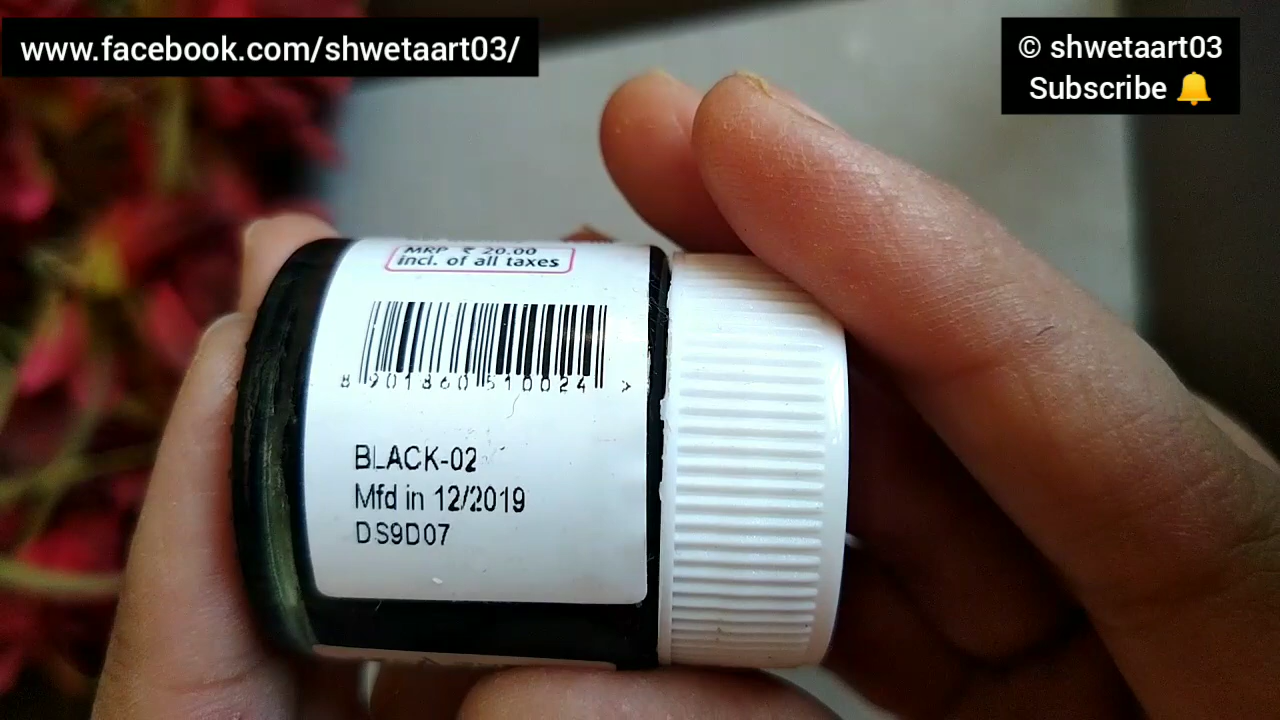 www.facebook.com/shwetaart03/
© shwetaart03
Subscribe 🔔
MRP ₹ 20.00
incl. of all taxes
8 901860 510024 >
BLACK-02
Mfd in 12/2019
DS9D07